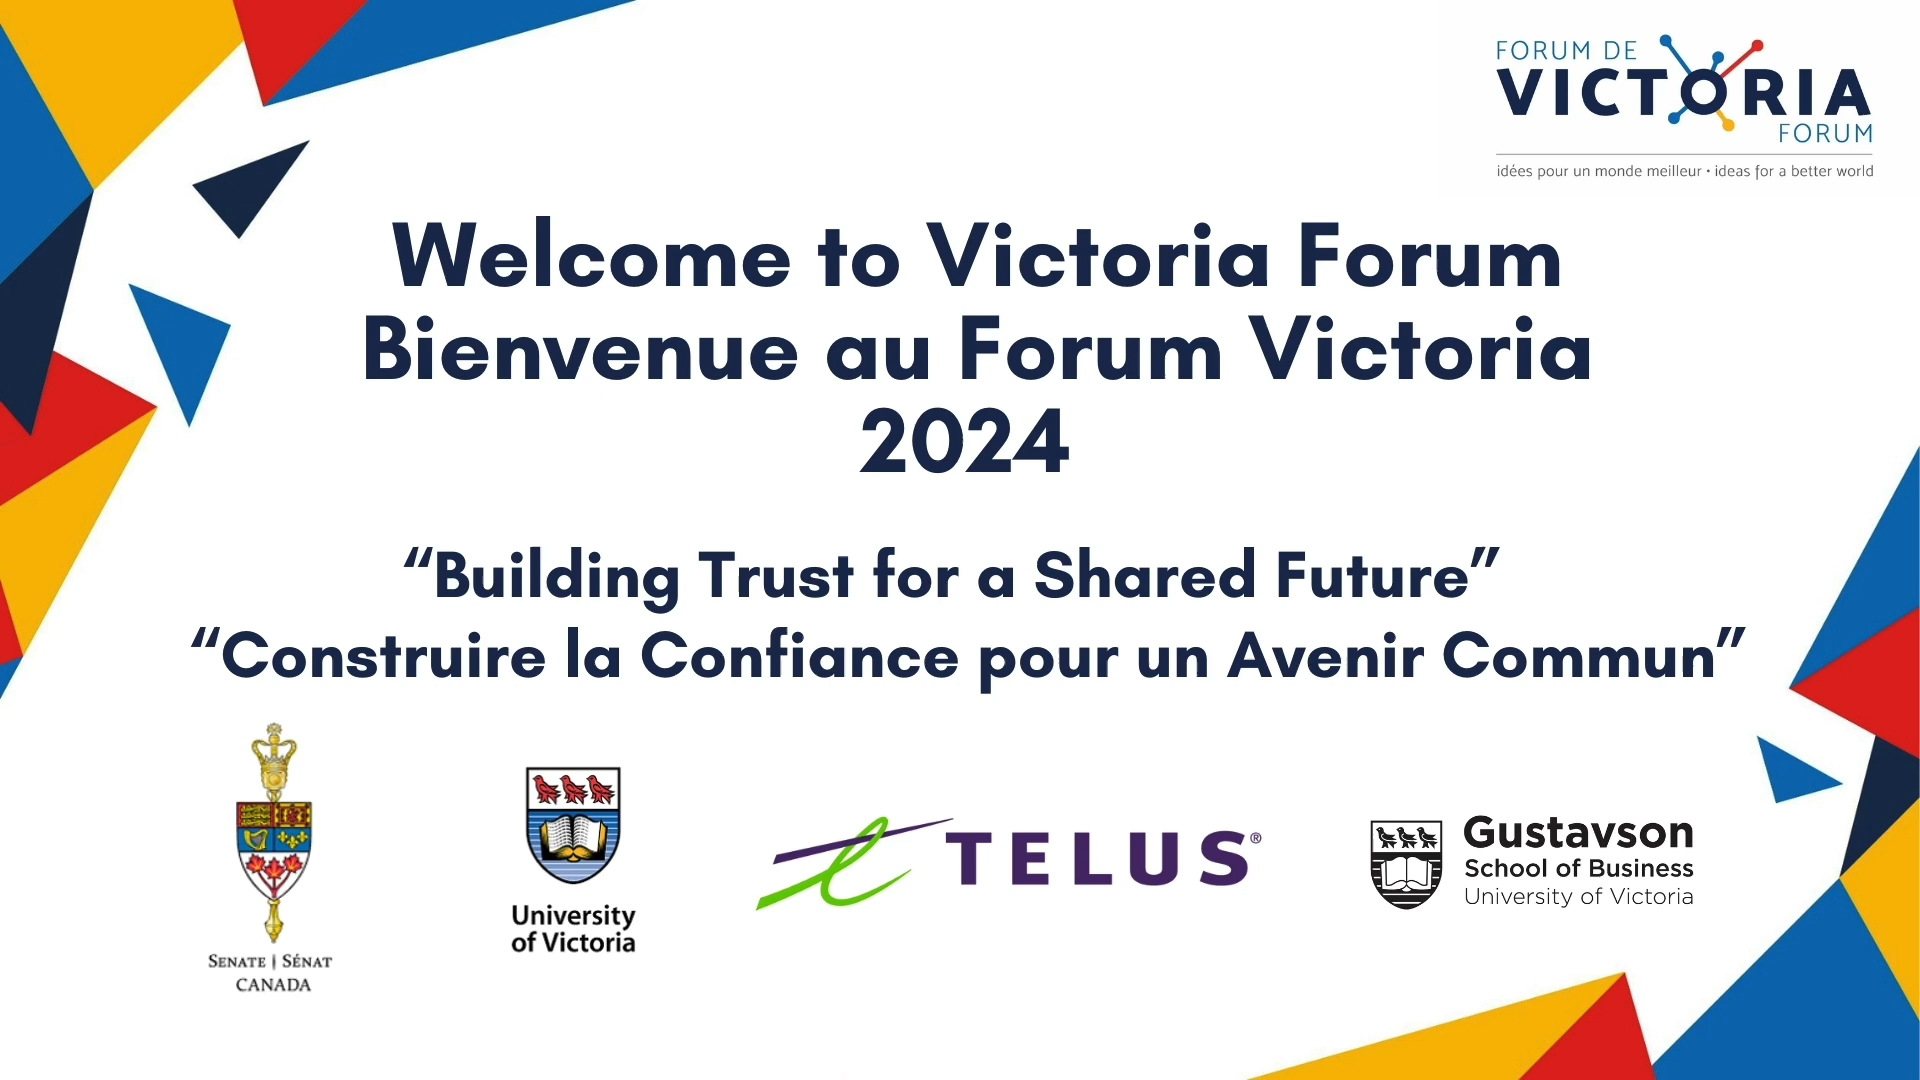 FORUM DE
VICTORIA
FORUM
idées pour un monde meilleur • ideas for a better world
Welcome to Victoria Forum
Bienvenue au Forum Victoria
2024
“Building Trust for a Shared Future”
“Construire la Confiance pour un Avenir Commun”
SENATE | SÉNAT
CANADA
University
of Victoria
TELUS®
Gustavson
School of Business
University of Victoria